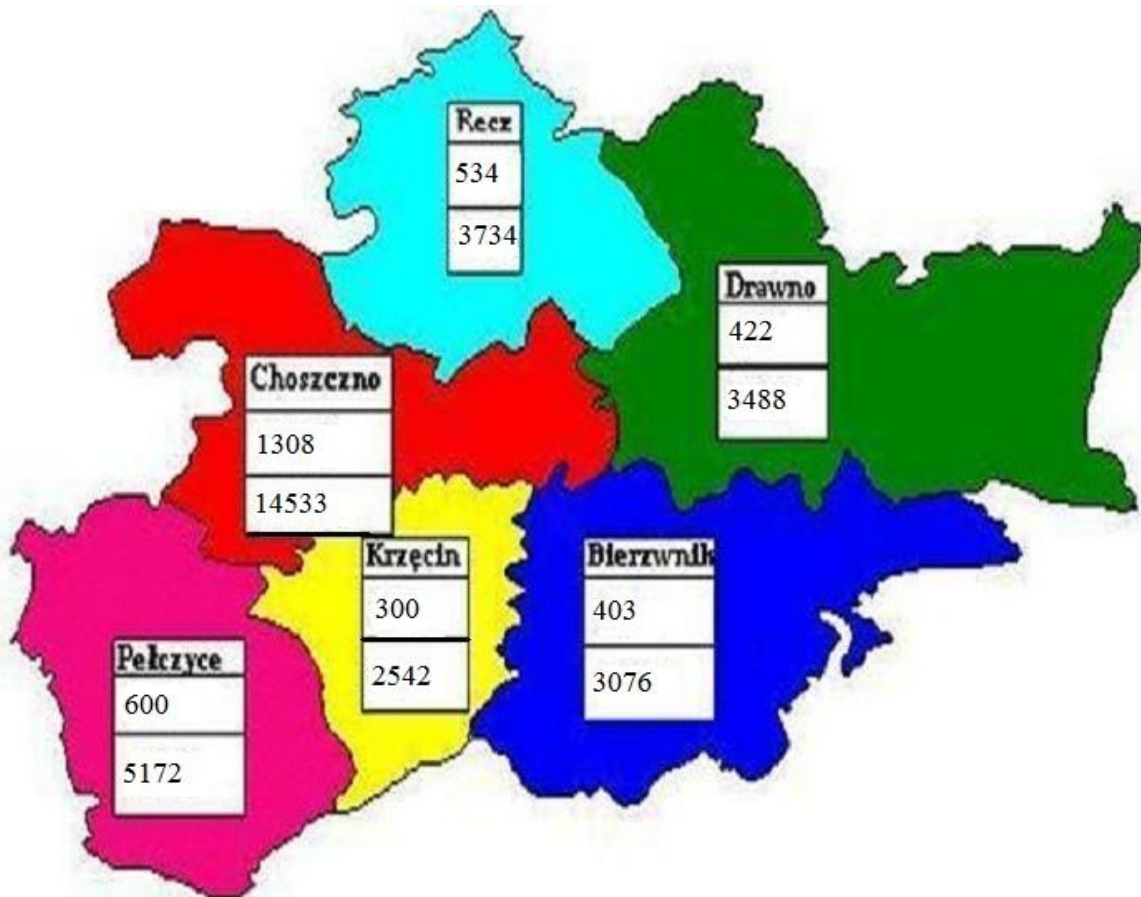 Recz
534
3734
Drawno
422
3488
Choszczno
1308
14533
Krzęcin
300
2542
Bierzwnik
403
3076
Pełczyce
600
5172